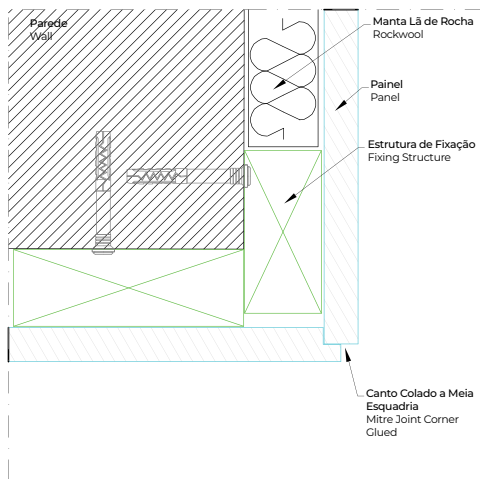 Parede
Wall
Manta Lã de Rocha
Rockwool
Painel
Panel
Estrutura de Fixação
Fixing Structure
Canto Colado a Meia
Esquadria
Mitre Joint Corner
Glued